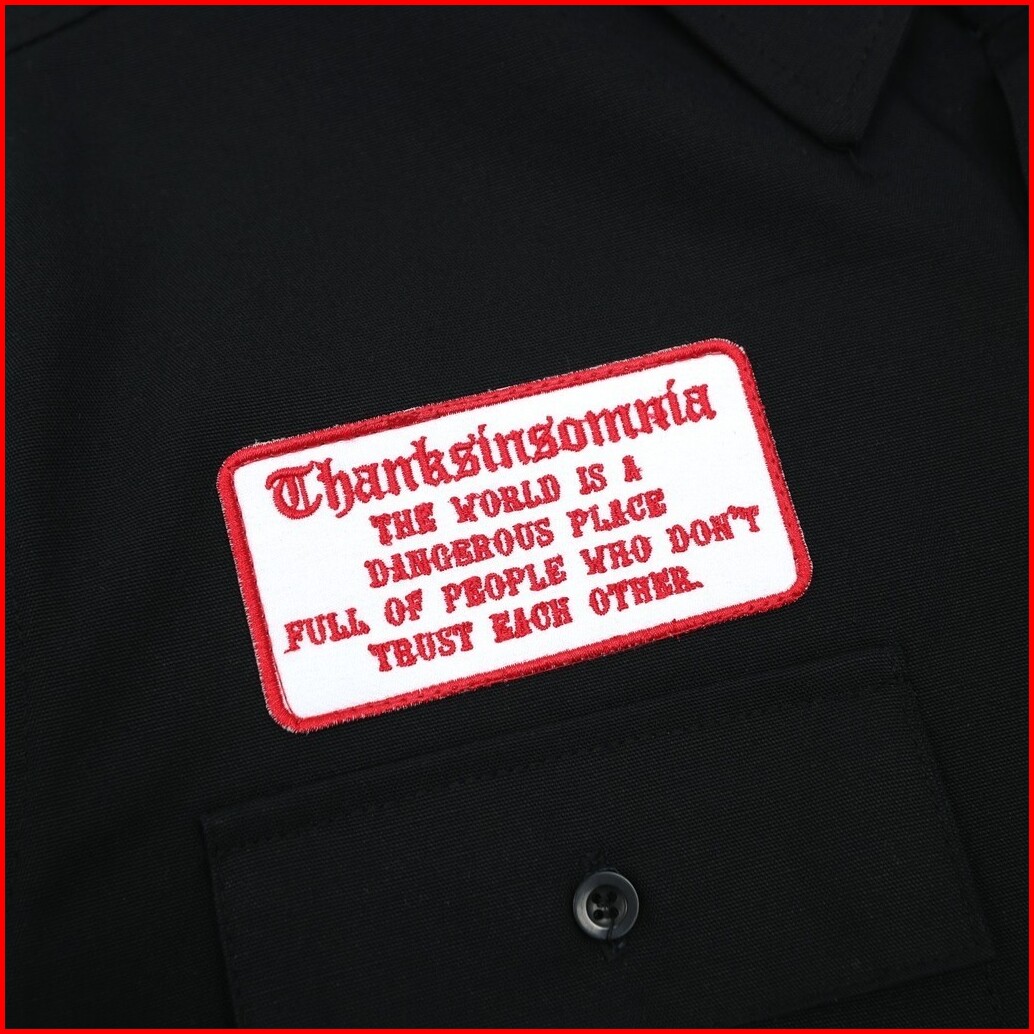 Thanksinsomnia
THE WORLD IS A
DANGEROUS PLACE
FULL OF PEOPLE WHO DON'T
TRUST EACH OTHER.